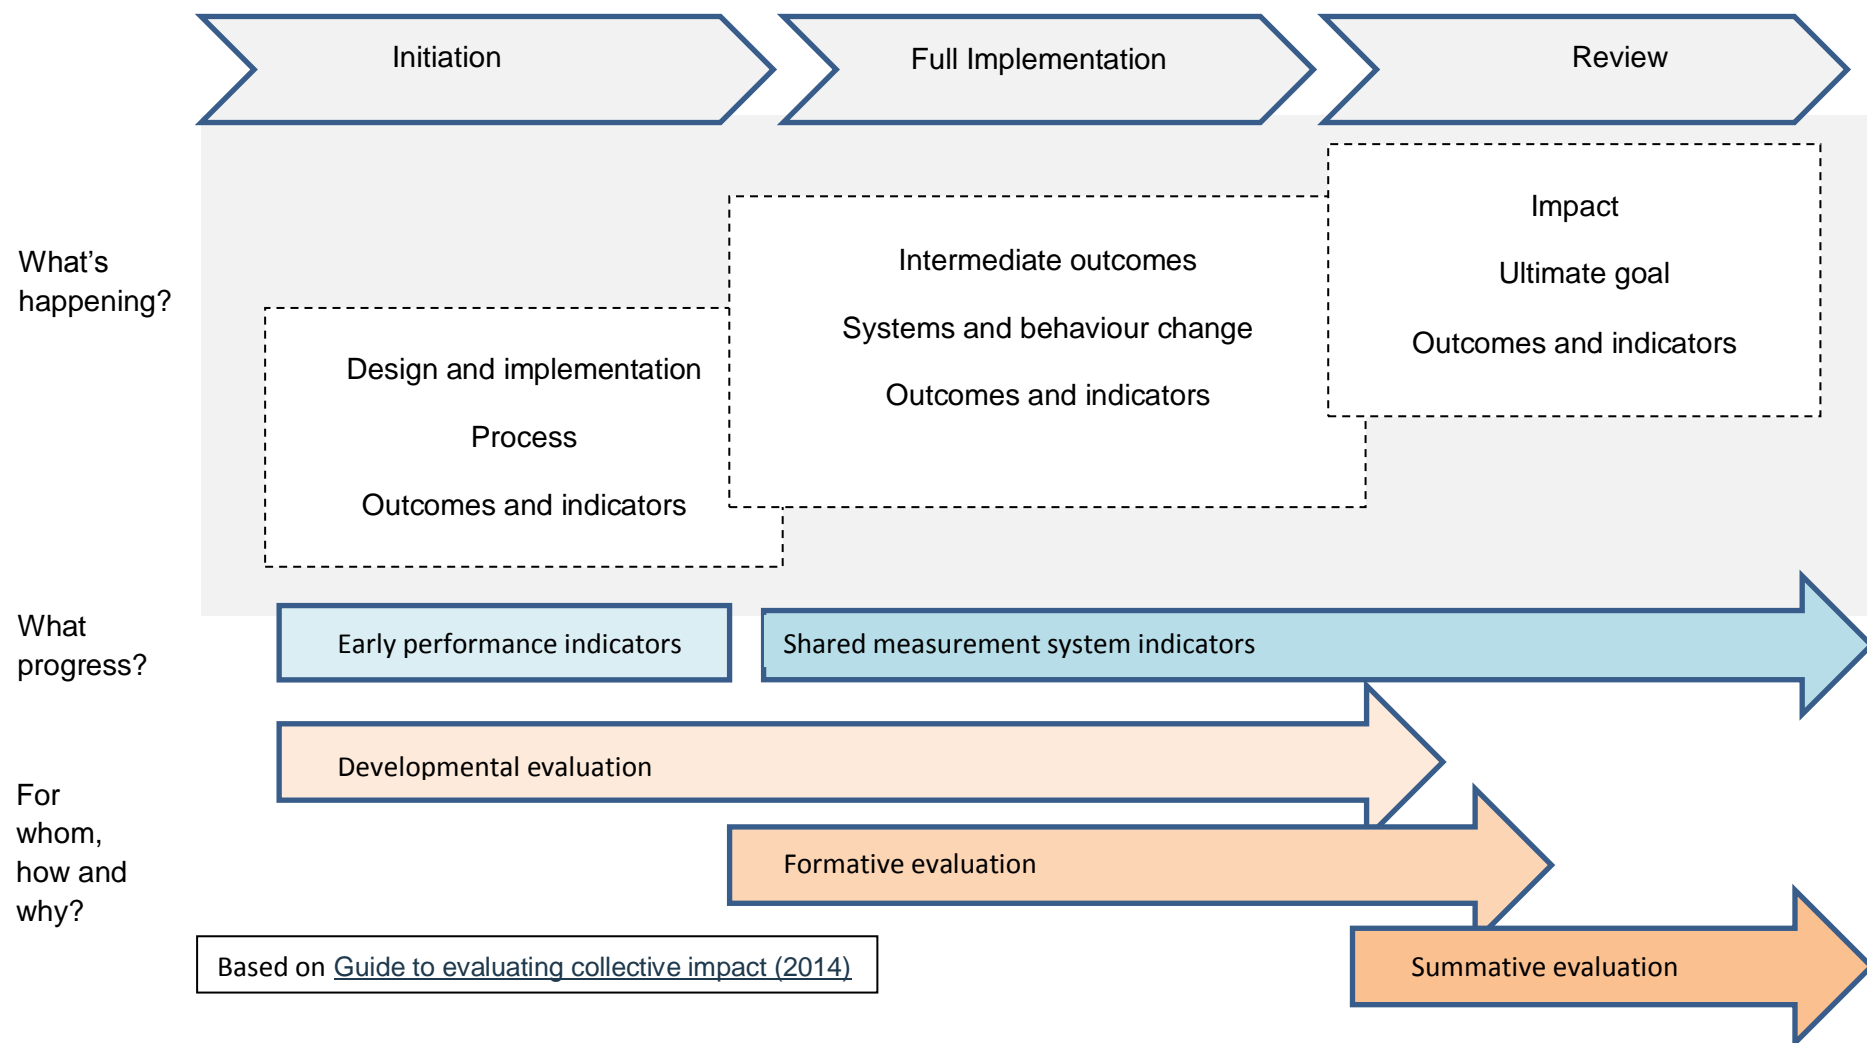 Initiation
Full Implementation
Review
What’s
happening?
Design and implementation
Process
Outcomes and indicators
Intermediate outcomes
Systems and behaviour change
Outcomes and indicators
Impact
Ultimate goal
Outcomes and indicators
What
progress?
Early performance indicators
Shared measurement system indicators
For
whom,
how and
why?
Developmental evaluation
Formative evaluation
Summative evaluation
Based on Guide to evaluating collective impact (2014)